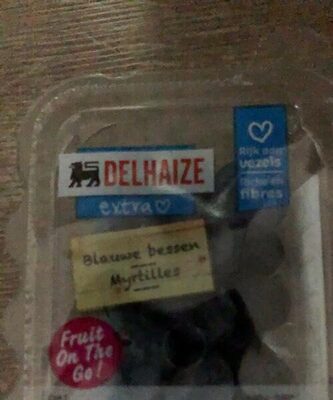 DELHAIZE
extra
Rijk aan
vezels
Riche en
fibres
Blauwe bessen
Myrtilles
Fruit
On The
Go!